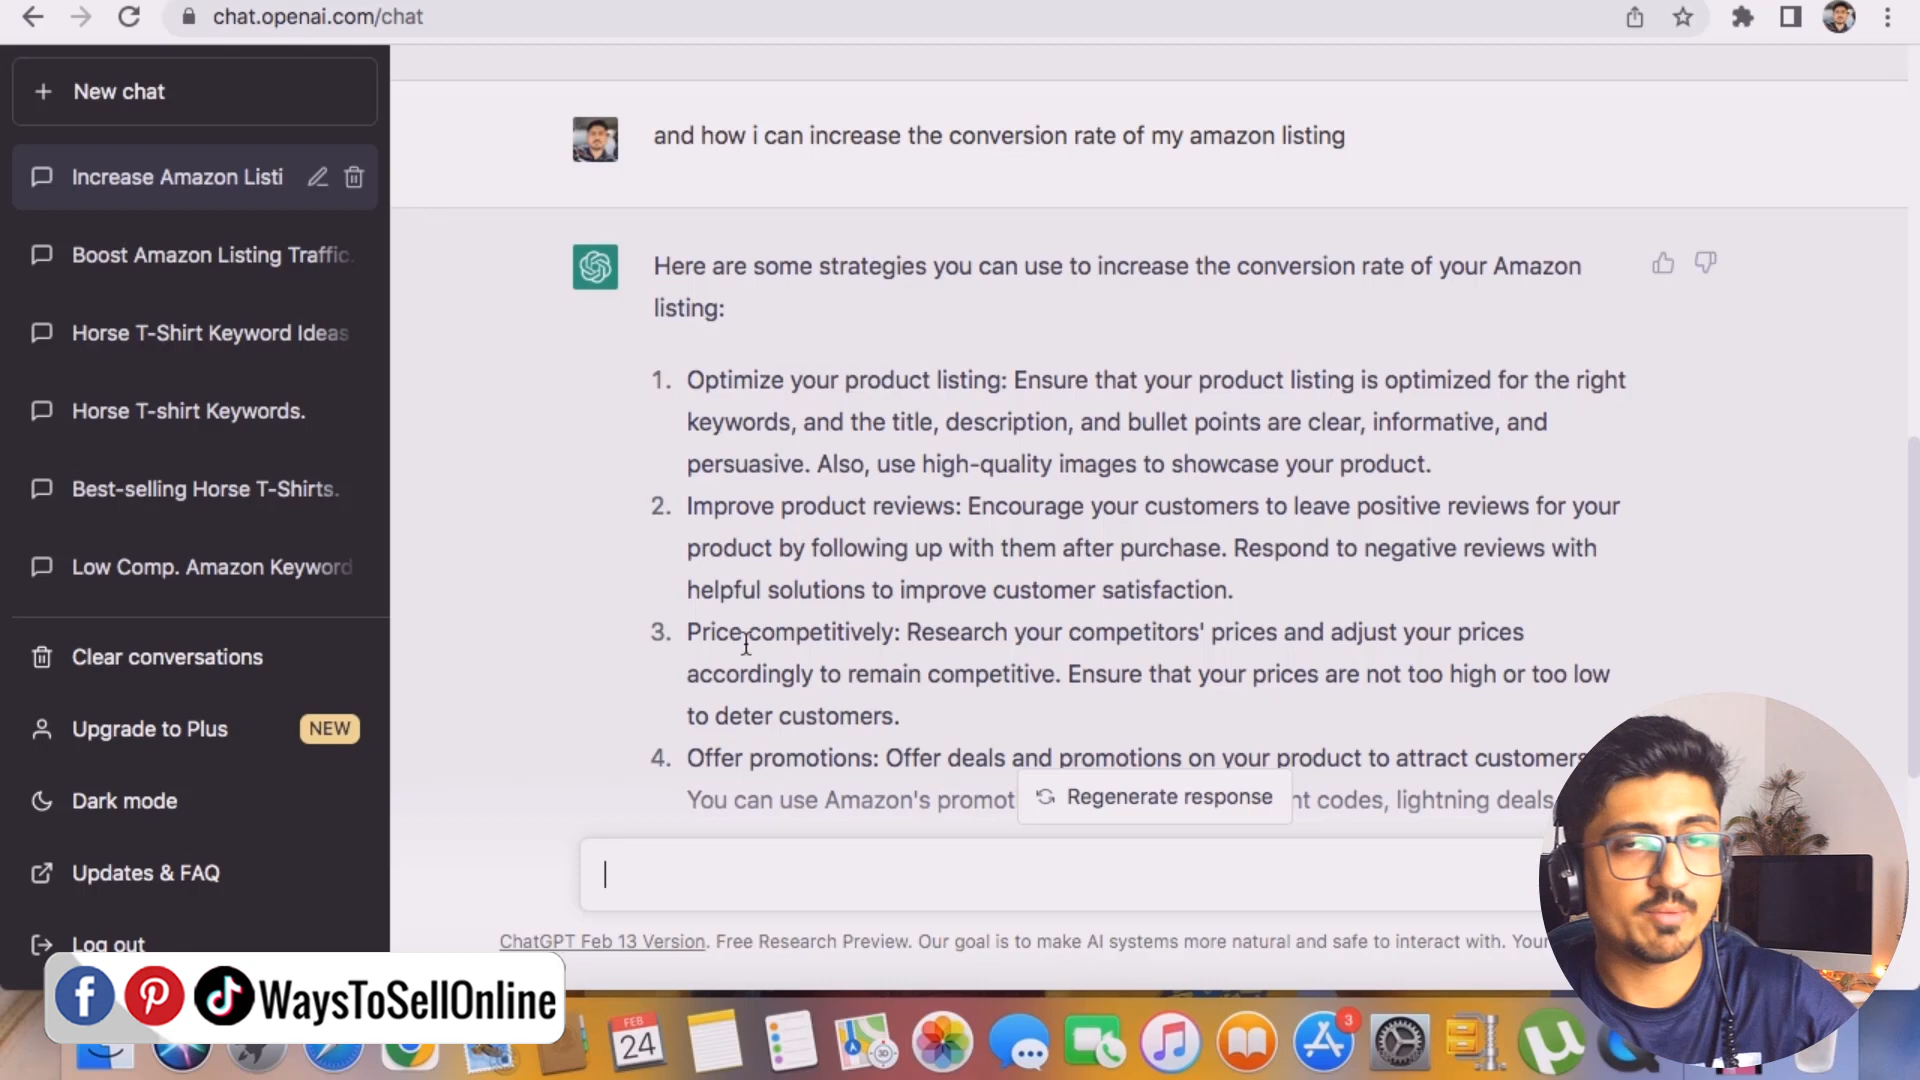 chat.openai.com/chat
New chat
Increase Amazon Listi
Boost Amazon Listing Traffic.
Horse T-Shirt Keyword Ideas
Horse T-shirt Keywords.
Best-selling Horse T-Shirts.
Low Comp. Amazon Keyword
Clear conversations
Upgrade to Plus NEW
Dark mode
Updates & FAQ
Log out
and how i can increase the conversion rate of my amazon listing
Here are some strategies you can use to increase the conversion rate of your Amazon
listing:
1. Optimize your product listing: Ensure that your product listing is optimized for the right
keywords, and the title, description, and bullet points are clear, informative, and
persuasive. Also, use high-quality images to showcase your product.
2. Improve product reviews: Encourage your customers to leave positive reviews for your
product by following up with them after purchase. Respond to negative reviews with
helpful solutions to improve customer satisfaction.
3. Price competitively: Research your competitors' prices and adjust your prices
accordingly to remain competitive. Ensure that your prices are not too high or too low
to deter customers.
4. Offer promotions: Offer deals and promotions on your product to attract customers
You can use Amazon's promot nt codes, lightning deals
Regenerate response
ChatGPT Feb 13 Version. Free Research Preview. Our goal is to make AI systems more natural and safe to interact with. Your
WaysToSellOnline
FEB
24
3D
3